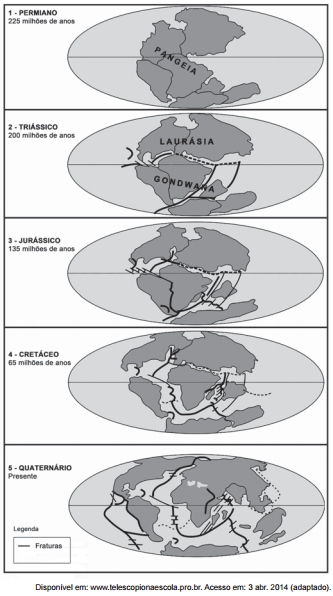 1 - PERMIANO
225 milhões de anos
PANGEIA
2 - TRIÁSSICO
200 milhões de anos
LAURÁSIA
GONDWANA
3 - JURÁSSICO
135 milhões de anos
4 - CRETÁCEO
65 milhões de anos
5 - QUATERNÁRIO
Presente
Legenda
Fraturas
Disponível em: www.telescopionaescola.pro.br. Acesso em: 3 abr. 2014 (adaptado).